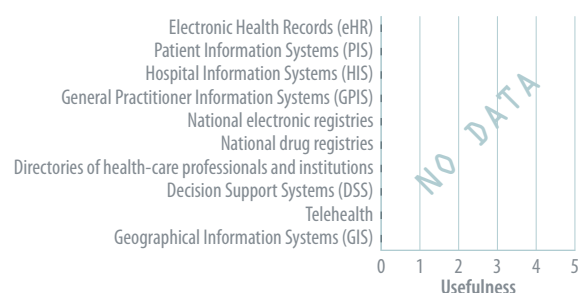 Electronic Health Records (eHR)
Patient Information Systems (PIS)
Hospital Information Systems (HIS)
General Practitioner Information Systems (GPIS)
National electronic registries
National drug registries
Directories of health-care professionals and institutions
Decision Support Systems (DSS)
Telehealth
Geographical Information Systems (GIS)
NO DATA
0 1 2 3 4 5
Usefulness